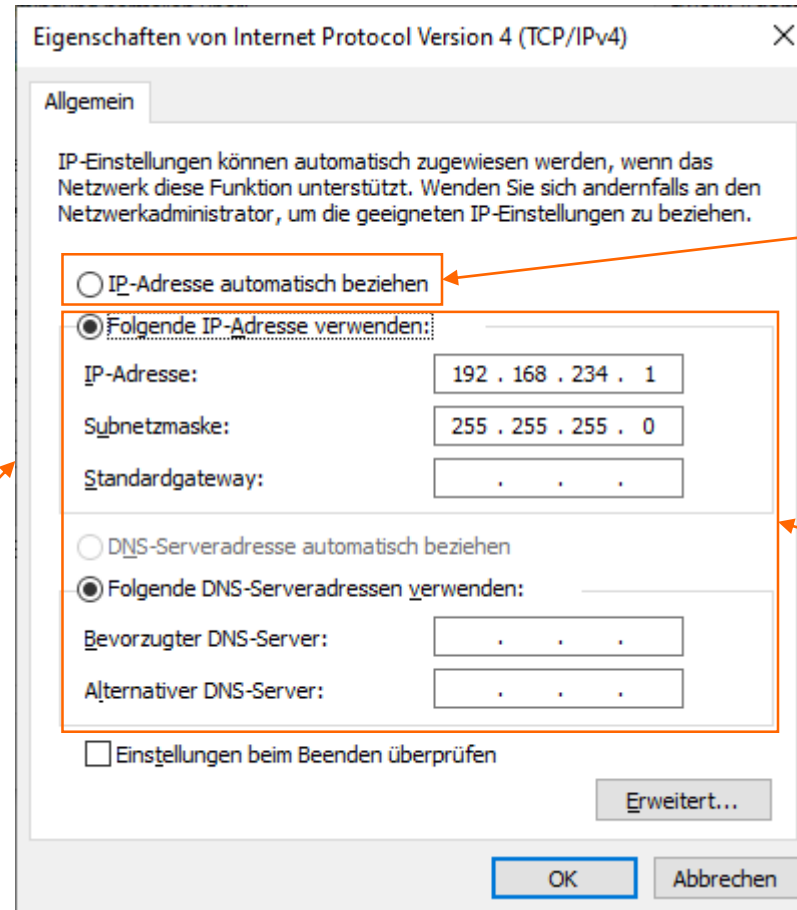 Eigenschaften von Internet Protocol Version 4 (TCP/IPv4)
Allgemein
IP-Einstellungen können automatisch zugewiesen werden, wenn das
Netzwerk diese Funktion unterstützt. Wenden Sie sich andernfalls an den
Netzwerkadministrator, um die geeigneten IP-Einstellungen zu beziehen.
IP-Adresse automatisch beziehen
Folgende IP-Adresse verwenden:
IP-Adresse: 192 . 168 . 234 . 1
Subnetzmaske: 255 . 255 . 255 . 0
Standardgateway: . . .
DNS-Serveradresse automatisch beziehen
Folgende DNS-Serveradressen verwenden:
Bevorzugter DNS-Server: . . .
Alternativer DNS-Server: . . .
Einstellungen beim Beenden überprüfen
Erweitert...
OK Abbrechen